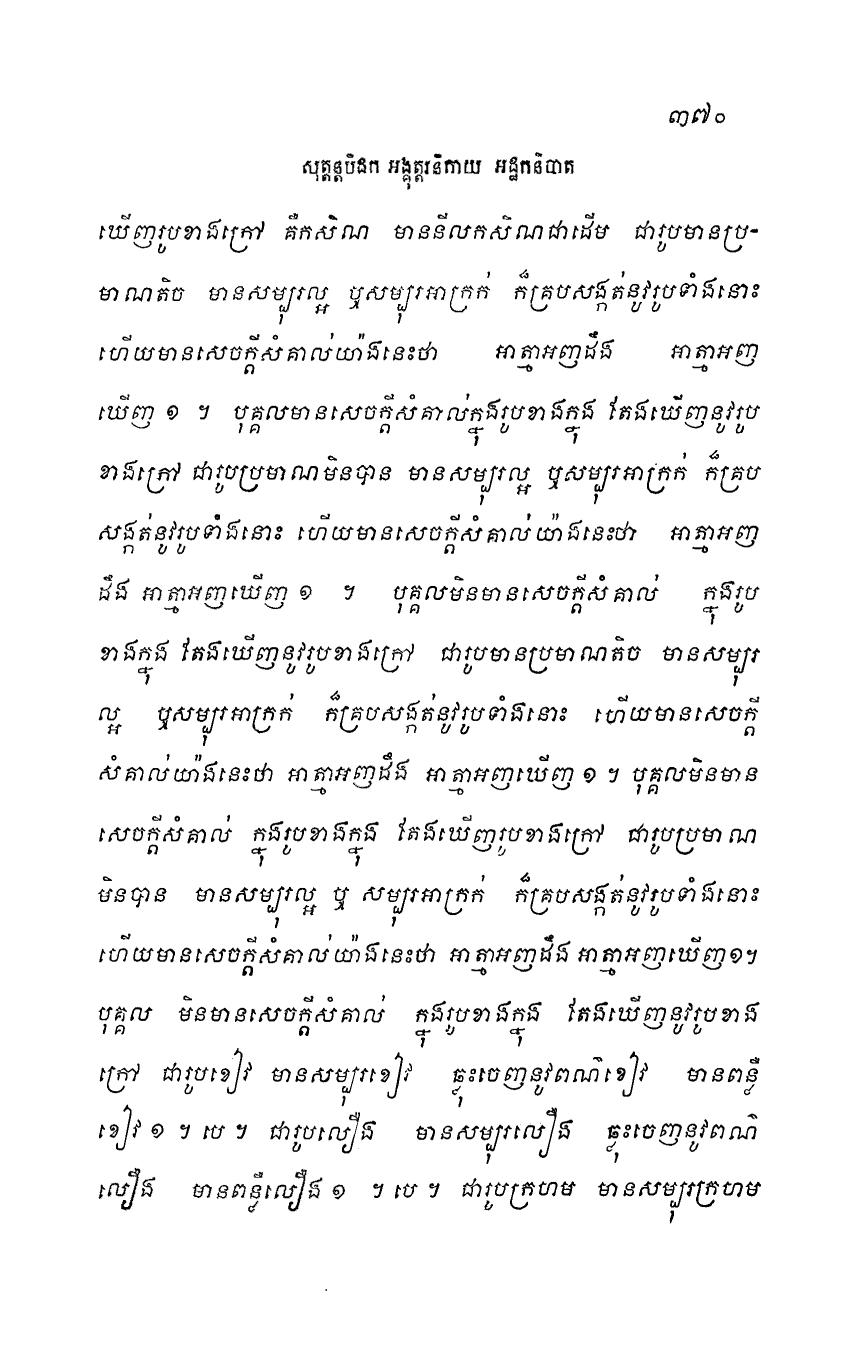 ៣៧០
សុត្តន្តបិដក អង្គុត្តរនិកាយ អដ្ឋកនិបាត
ឃើញរូបខាងក្រៅ គឺកសិណ មាននីលកសិណជាដើម ជារូបមានប្រ-
មាណតិច មានសម្បុរល្អ ឬសម្បុរអាក្រក់ ក៏គ្របសង្កត់នូវរូបទាំងនោះ
ហើយមានសេចក្តីសំគាល់យ៉ាងនេះថា អាត្មាអញដឹង អាត្មាអញ
ឃើញ ១ ។ បុគ្គលមានសេចក្តីសំគាល់ក្នុងរូបខាងក្នុង តែងឃើញនូវរូប
ខាងក្រៅ ជារូបប្រមាណមិនបាន មានសម្បុរល្អ ឬសម្បុរអាក្រក់ ក៏គ្រប
សង្កត់នូវរូបទាំងនោះ ហើយមានសេចក្តីសំគាល់យ៉ាងនេះថា អាត្មាអញ
ដឹង អាត្មាអញឃើញ ១ ។ បុគ្គលមិនមានសេចក្តីសំគាល់ ក្នុងរូប
ខាងក្នុង តែងឃើញនូវរូបខាងក្រៅ ជារូបមានប្រមាណតិច មានសម្បុរ
ល្អ ឬសម្បុរអាក្រក់ ក៏គ្របសង្កត់នូវរូបទាំងនោះ ហើយមានសេចក្តី
សំគាល់យ៉ាងនេះថា អាត្មាអញដឹង អាត្មាអញឃើញ ១ ។ បុគ្គលមិនមាន
សេចក្តីសំគាល់ ក្នុងរូបខាងក្នុង តែងឃើញរូបខាងក្រៅ ជារូបប្រមាណ
មិនបាន មានសម្បុរល្អ ឬ សម្បុរអាក្រក់ ក៏គ្របសង្កត់នូវរូបទាំងនោះ
ហើយមានសេចក្តីសំគាល់យ៉ាងនេះថា អាត្មាអញដឹង អាត្មាអញឃើញ១។
បុគ្គល មិនមានសេចក្តីសំគាល់ ក្នុងរូបខាងក្នុង តែងឃើញនូវរូបខាង
ក្រៅ ជារូបខៀវ មានសម្បុរខៀវ ធ្លុះចេញនូវពណ៌ខៀវ មានពន្លឺ
ខៀវ ១ ។ បេ ។ ជារូបលឿង មានសម្បុរលឿង ធ្លុះចេញនូវពណ៌
លឿង មានពន្លឺលឿង ១ ។ បេ ។ ជារូបក្រហម មានសម្បុរក្រហម